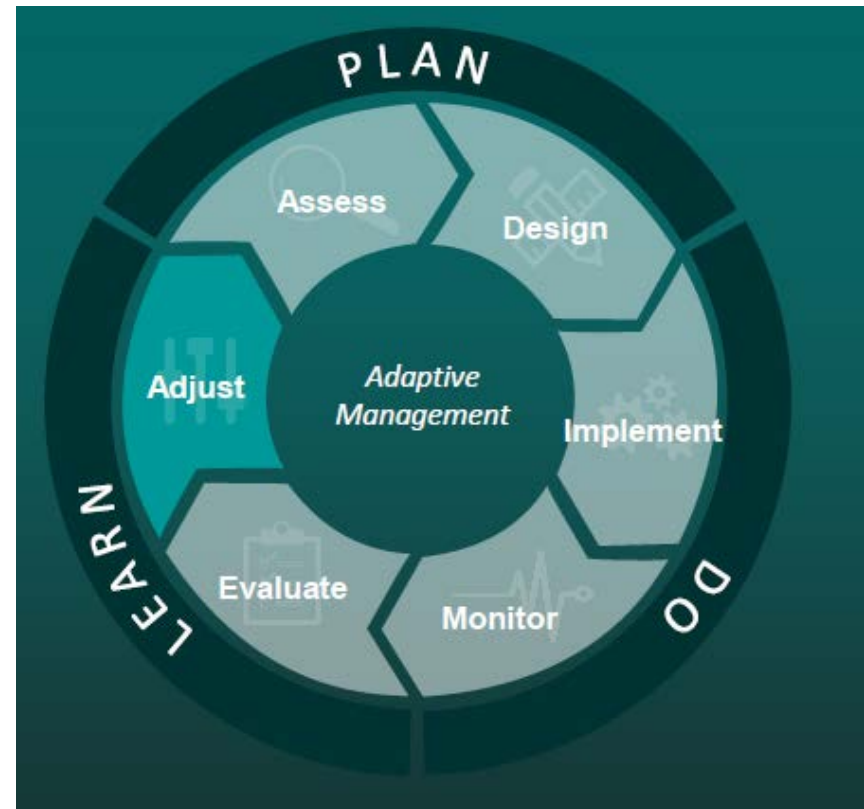 PLAN
Assess
Design
Adjust
Adaptive
Management
Implement
Evaluate
Monitor
LEARN
DO